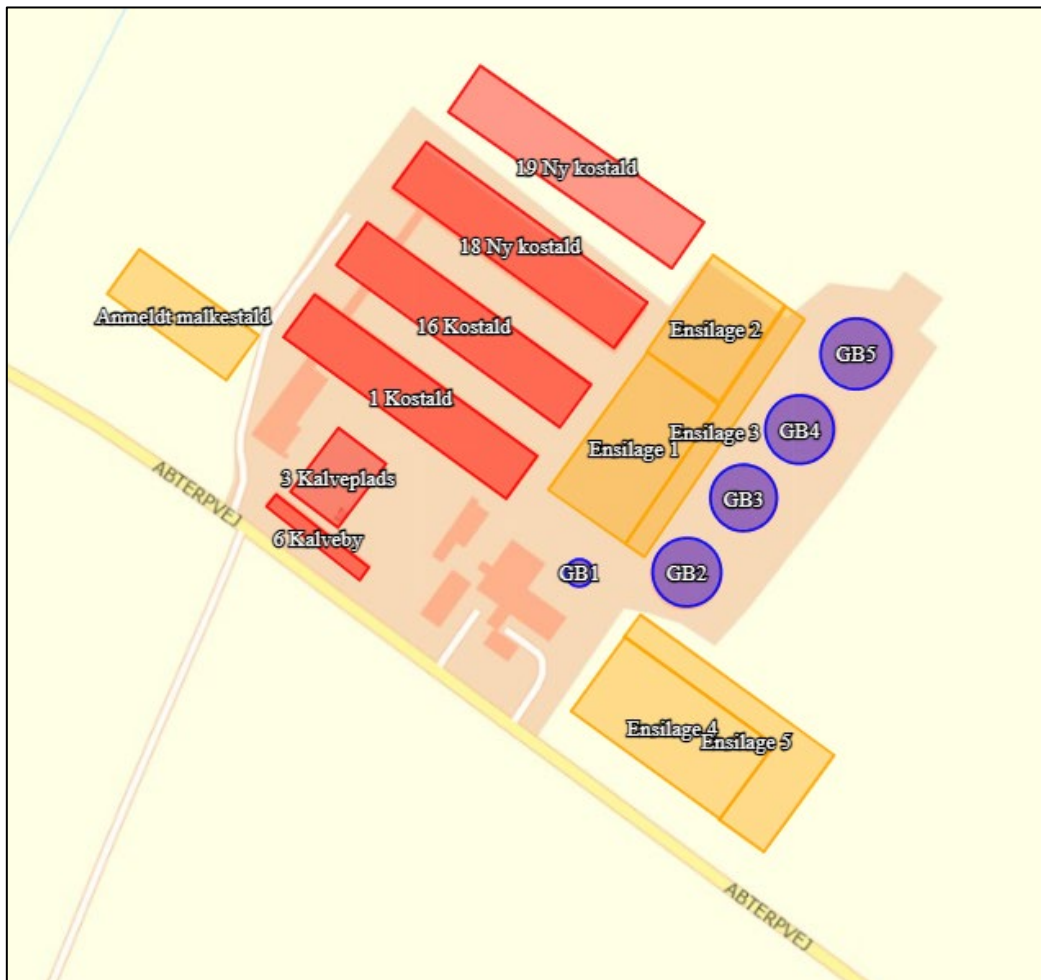 19 Ny kostald
18 Ny kostald
Anmeldt malkestald
16 Kostald
Ensilage 2
GB5
1 Kostald
GB4
Ensilage 3
Ensilage 1
ABTERPVEJ
3 Kalveplads
GB3
6 Kalveby
GB1
GB2
Ensilage 4
Ensilage 5
ABTERPVEJ